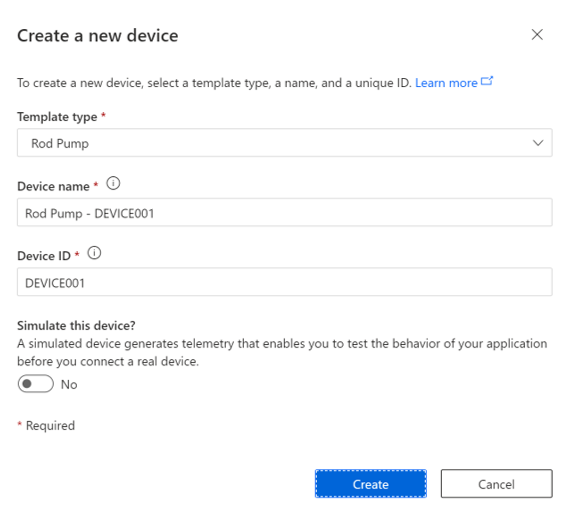 Create a new device
To create a new device, select a template type, a name, and a unique ID. Learn more
Template type *
Rod Pump
Device name *
Rod Pump - DEVICE001
Device ID *
DEVICE001
Simulate this device?
A simulated device generates telemetry that enables you to test the behavior of your application
before you connect a real device.
No
* Required
Create Cancel